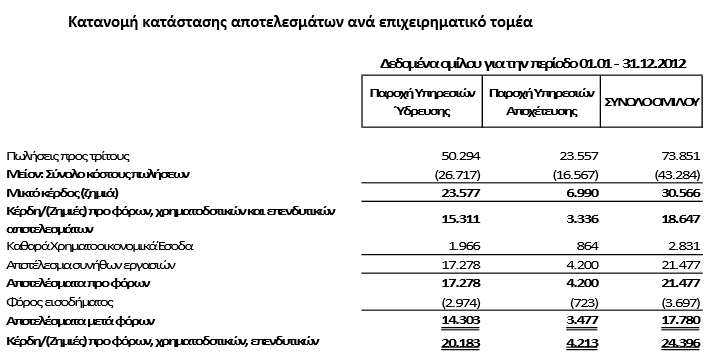 Κατανομή κατάστασης αποτελεσμάτων ανά επιχειρηματικό τομέα
Δεδομένα ομίλου για την περίοδο 01.01 - 31.12.2012
Παροχή Υπηρεσιών Ύδρευσης Παροχή Υπηρεσιών Αποχέτευσης ΣΥΝΟΛΟ ΟΜΙΛΟΥ
Πωλήσεις προς τρίτους 50.294 23.557 73.851
Μείον: Σύνολο κόστους πωλήσεων (26.717) (16.567) (43.284)
Μικτό κέρδος (ζημιά) 23.577 6.990 30.566
Κέρδη/(Ζημιές) προ φόρων, χρηματοδοτικών και επενδυτικών
αποτελεσμάτων 15.311 3.336 18.647
Καθαρά Χρηματοοικονομικά Έσοδα 1.966 864 2.831
Αποτέλεσμα συνήθων εργασιών 17.278 4.200 21.477
Αποτελέσματα προ φόρων 17.278 4.200 21.477
Φόρος εισοδήματος (2.974) (723) (3.697)
Αποτελέσματα μετά φόρων 14.303 3.477 17.780
Κέρδη/(Ζημιές) προ φόρων, χρηματοδοτικών, επενδυτικών 20.183 4.213 24.396